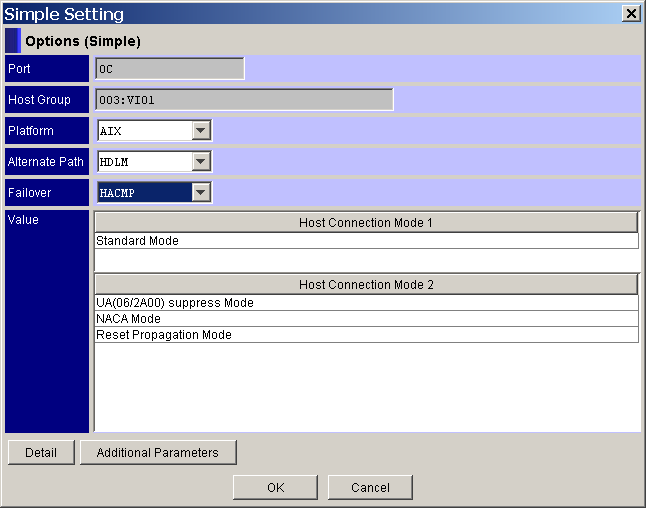 Simple Setting
Options (Simple)
Port 0C
Host Group 003:VIO1
Platform AIX
Alternate Path HDLM
Failover HACMP
Value
Host Connection Mode 1
Standard Mode
Host Connection Mode 2
UA(06/2A00) suppress Mode
NACA Mode
Reset Propagation Mode
Detail Additional Parameters
OK Cancel